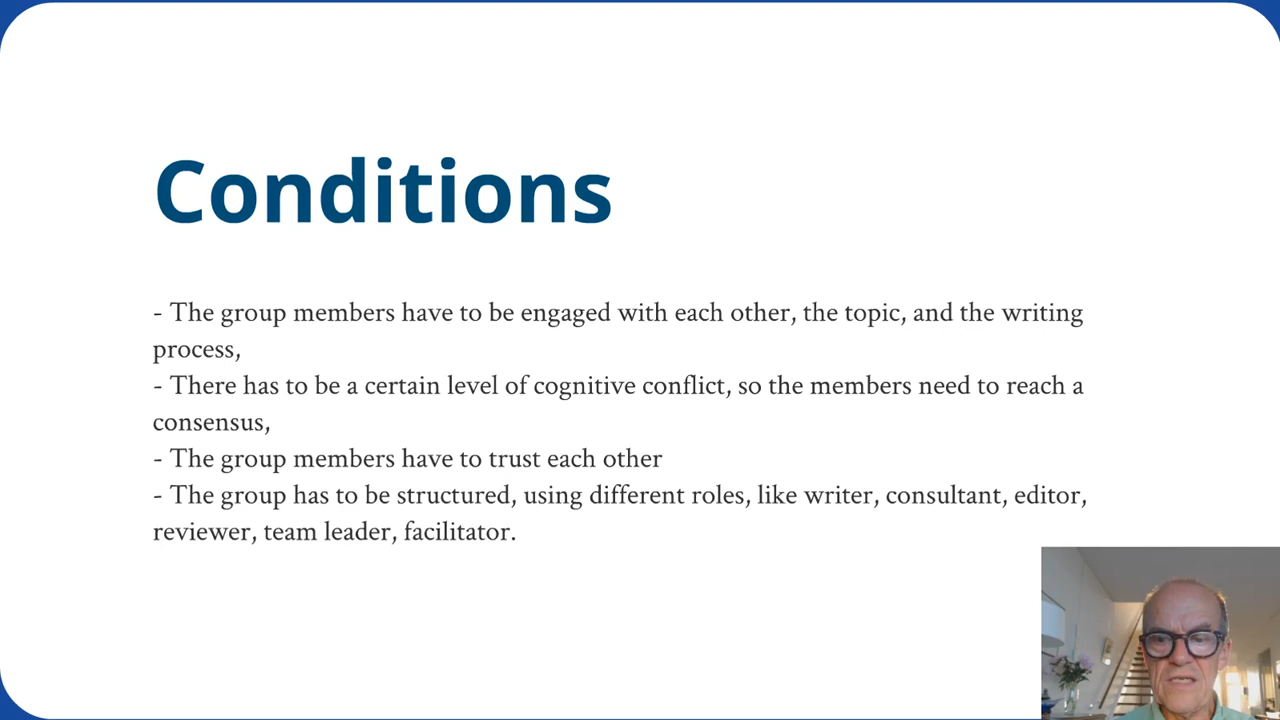 Conditions
- The group members have to be engaged with each other, the topic, and the writing
process,
- There has to be a certain level of cognitive conflict, so the members need to reach a
consensus,
- The group members have to trust each other
- The group has to be structured, using different roles, like writer, consultant, editor,
reviewer, team leader, facilitator.